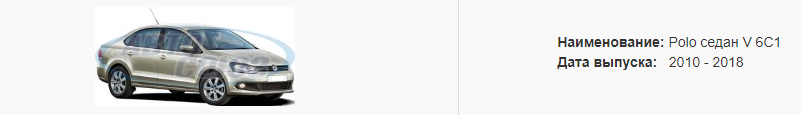 Наименование: Polo седан V 6C1
Дата выпуска: 2010 - 2018